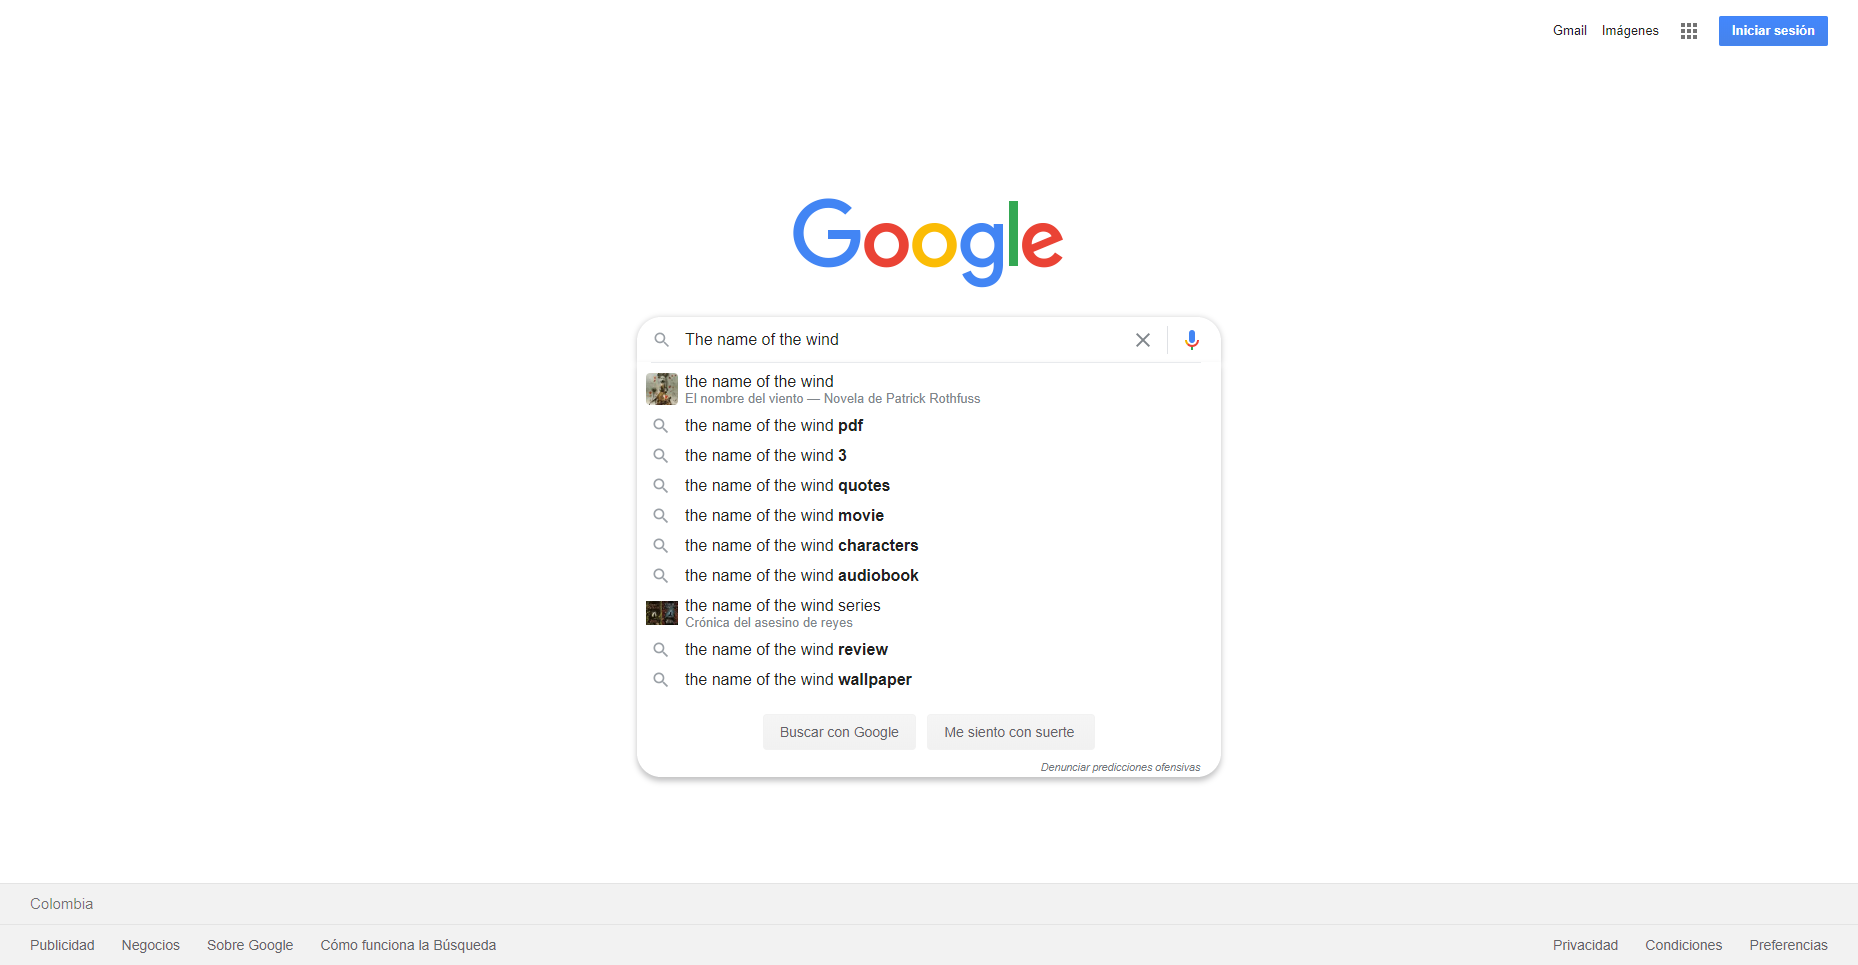 Gmail Imágenes Iniciar sesión
Google
The name of the wind
the name of the wind
El nombre del viento — Novela de Patrick Rothfuss
the name of the wind pdf
the name of the wind 3
the name of the wind quotes
the name of the wind movie
the name of the wind characters
the name of the wind audiobook
the name of the wind series
Crónica del asesino de reyes
the name of the wind review
the name of the wind wallpaper
Buscar con Google Me siento con suerte
Denunciar predicciones ofensivas
Colombia
Publicidad Negocios Sobre Google Cómo funciona la Búsqueda Privacidad Condiciones Preferencias